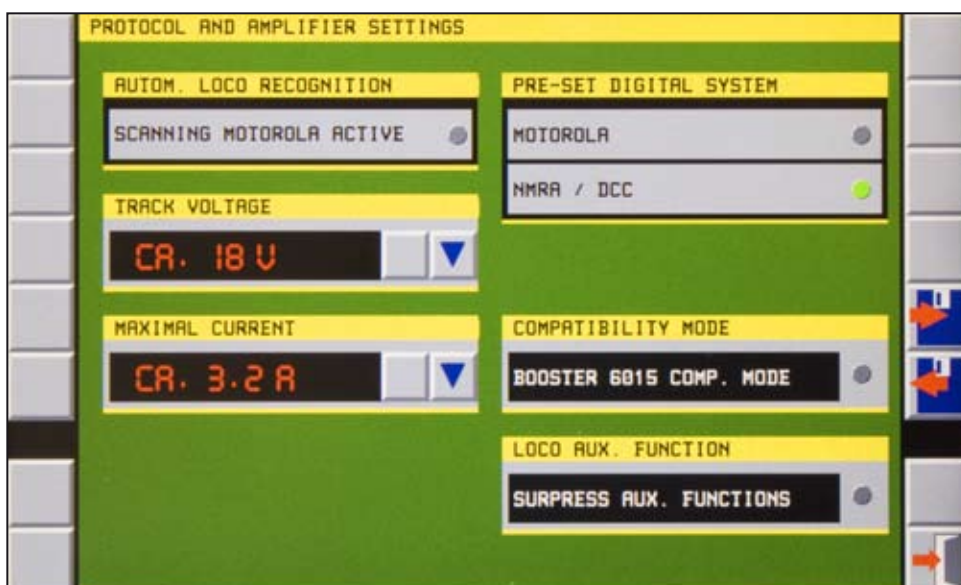 PROTOCOL AND AMPLIFIER SETTINGS
AUTOM. LOCO RECOGNITION
SCANNING MOTOROLA ACTIVE
TRACK VOLTAGE
CA. 18 V
MAXIMAL CURRENT
CA. 3.2 A
PRE-SET DIGITAL SYSTEM
MOTOROLA
NMRA / DCC
COMPATIBILITY MODE
BOOSTER 6015 COMP. MODE
LOCO AUX. FUNCTION
SURPRESS AUX. FUNCTIONS